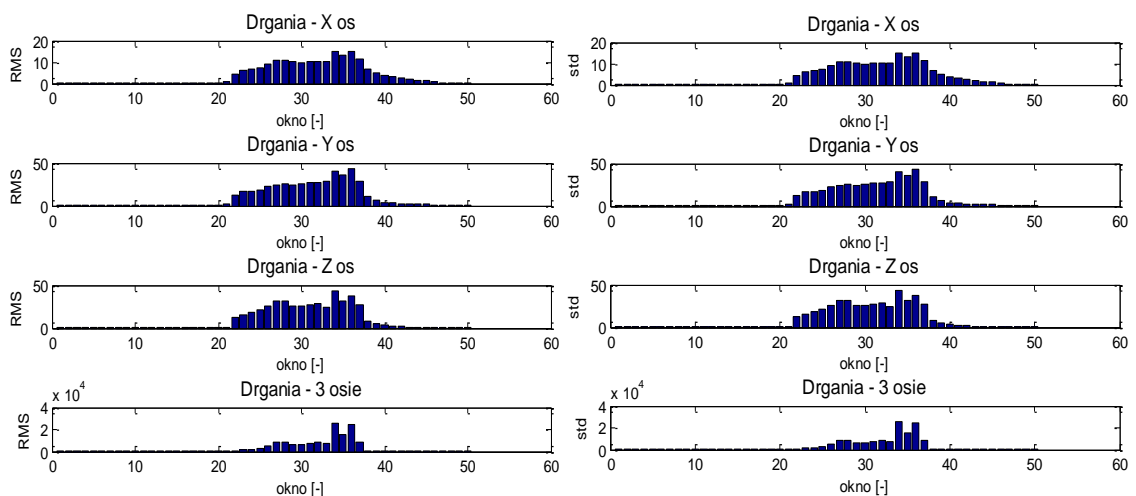 Drgania - X os
20
10
0
RMS
0 10 20 30 40 50 60
okno [-]
Drgania - Y os
50
0
RMS
0 10 20 30 40 50 60
okno [-]
Drgania - Z os
50
0
RMS
0 10 20 30 40 50 60
okno [-]
Drgania - 3 osie
x 10^4
4
2
0
RMS
0 10 20 30 40 50 60
okno [-]
Drgania - X os
20
10
0
std
0 10 20 30 40 50 60
okno [-]
Drgania - Y os
50
0
std
0 10 20 30 40 50 60
okno [-]
Drgania - Z os
50
0
std
0 10 20 30 40 50 60
okno [-]
Drgania - 3 osie
x 10^4
4
2
0
std
0 10 20 30 40 50 60
okno [-]